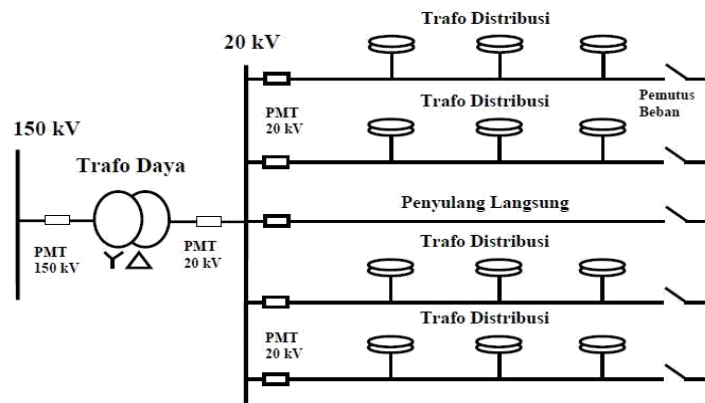 Trafo Distribusi
20 kV
PMT
20 kV
Trafo Distribusi
Pemutus
Beban
150 kV
Trafo Daya
Penyulang Langsung
PMT
150 kV
PMT
20 kV
Trafo Distribusi
Trafo Distribusi
PMT
20 kV